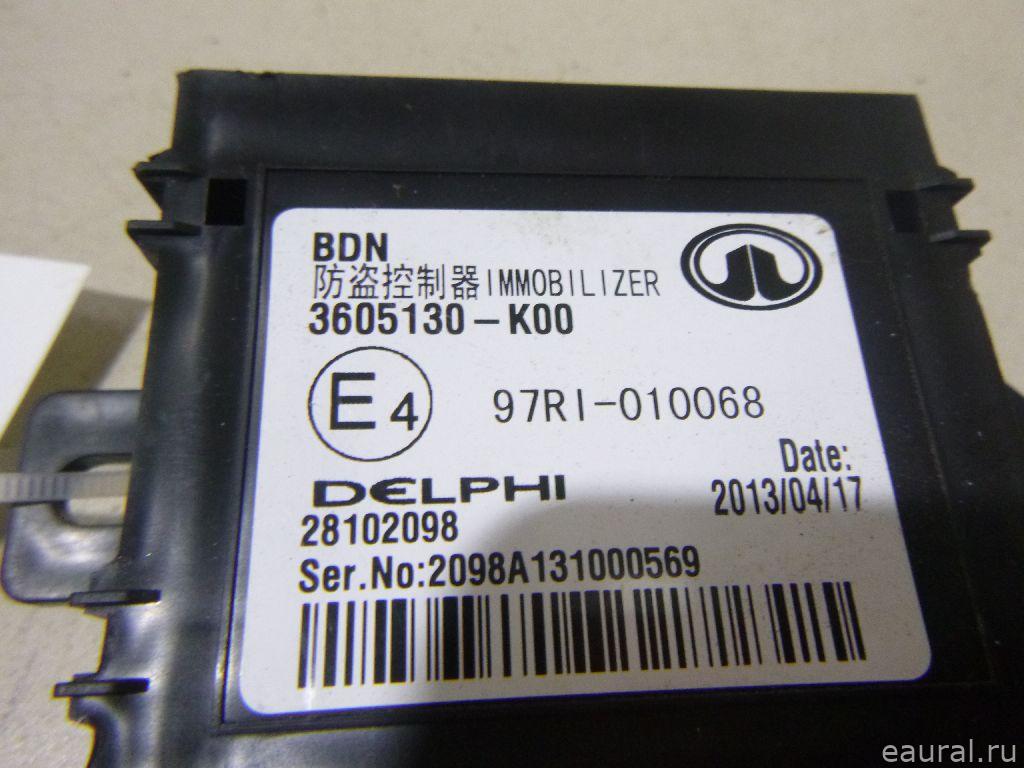 BDN
防盗控制器IMMOBILIZER
3605130-K00
E4
97RI-010068
Date:
DELPHI
2013/04/17
28102098
Ser.No:2098A131000569
eaural.ru